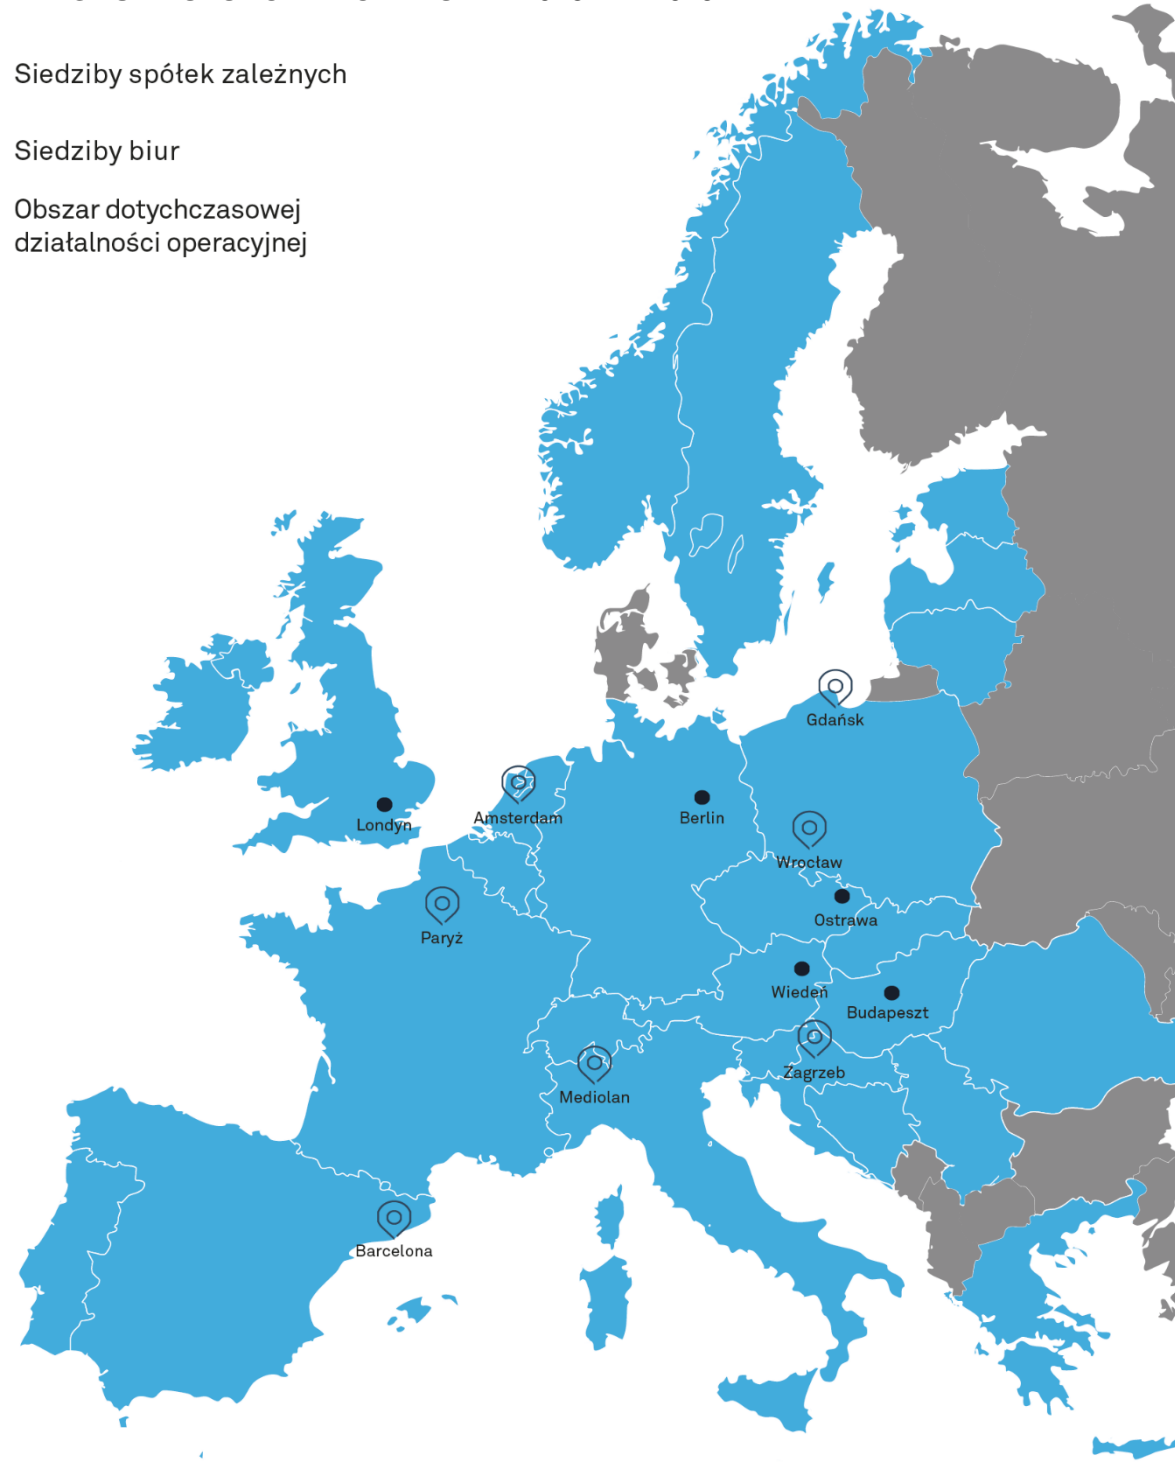 Siedziby spółek zależnych
Siedziby biur
Obszar dotychczasowej
działalności operacyjnej
Gdańsk
Amsterdam
Londyn
Berlin
Wrocław
Ostrawa
Paryż
Wiedeń
Budapeszt
Zagrzeb
Mediolan
Barcelona